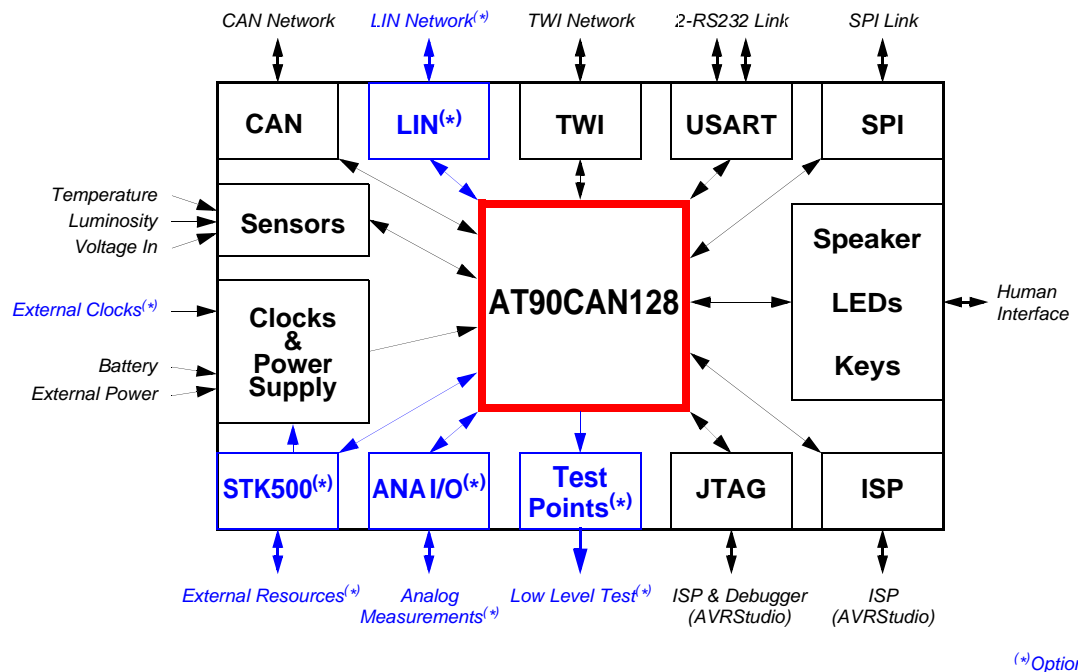 CAN Network
LIN Network(*)
TWI Network
2-RS232 Link
SPI Link
CAN
LIN(*)
TWI
USART
SPI
Temperature
Luminosity
Voltage In
Sensors
Speaker
LEDs
Keys
AT90CAN128
External Clocks(*)
Clocks
&
Power
Supply
Human
Interface
Battery
External Power
STK500(*)
ANA I/O(*)
Test
Points(*)
JTAG
ISP
External Resources(*)
Analog
Measurements(*)
Low Level Test(*)
ISP & Debugger
(AVRStudio)
ISP
(AVRStudio)
(*)Option